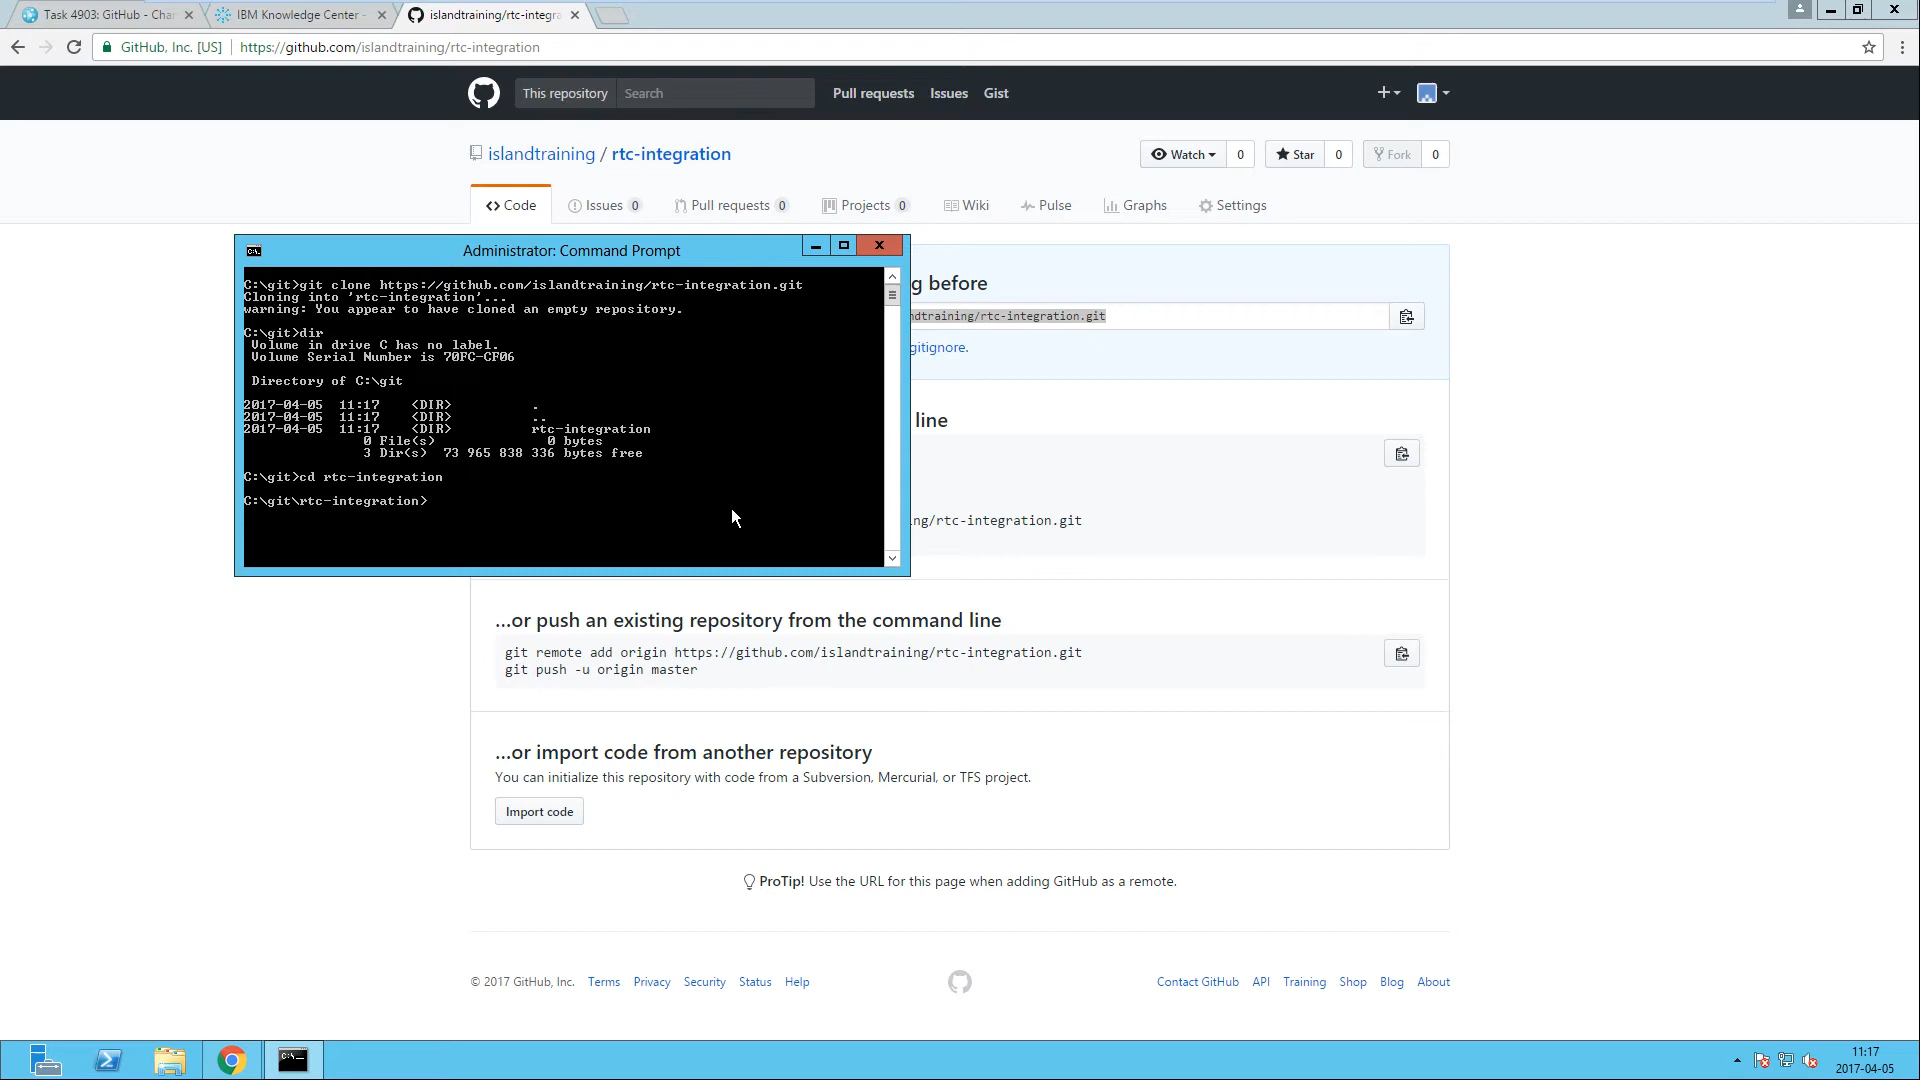 Task 4903: GitHub - Cha
IBM Knowledge Center -
islandtraining/rtc-integra
GitHub, Inc. [US]
https://github.com/islandtraining/rtc-integration
This repository
Search
Pull requests
Issues
Gist
islandtraining / rtc-integration
Watch
0
Star
0
Fork
0
Code
Issues 0
Pull requests 0
Projects 0
Wiki
Pulse
Graphs
Settings
Administrator: Command Prompt
C:\git>git clone https://github.com/islandtraining/rtc-integration.git
Cloning into 'rtc-integration'...
warning: You appear to have cloned an empty repository.
C:\git>dir
Volume in drive C has no label.
Volume Serial Number is 70FC-CF06
Directory of C:\git
2017-04-05 11:17 <DIR> .
2017-04-05 11:17 <DIR> ..
2017-04-05 11:17 <DIR> rtc-integration
0 File(s) 0 bytes
3 Dir(s) 73 965 838 336 bytes free
C:\git>cd rtc-integration
C:\git\rtc-integration>
g before
ndtraining/rtc-integration.git
gitignore.
line
ng/rtc-integration.git
…or push an existing repository from the command line
git remote add origin https://github.com/islandtraining/rtc-integration.git
git push -u origin master
…or import code from another repository
You can initialize this repository with code from a Subversion, Mercurial, or TFS project.
Import code
ProTip! Use the URL for this page when adding GitHub as a remote.
© 2017 GitHub, Inc.
Terms
Privacy
Security
Status
Help
Contact GitHub
API
Training
Shop
Blog
About
11:17
2017-04-05